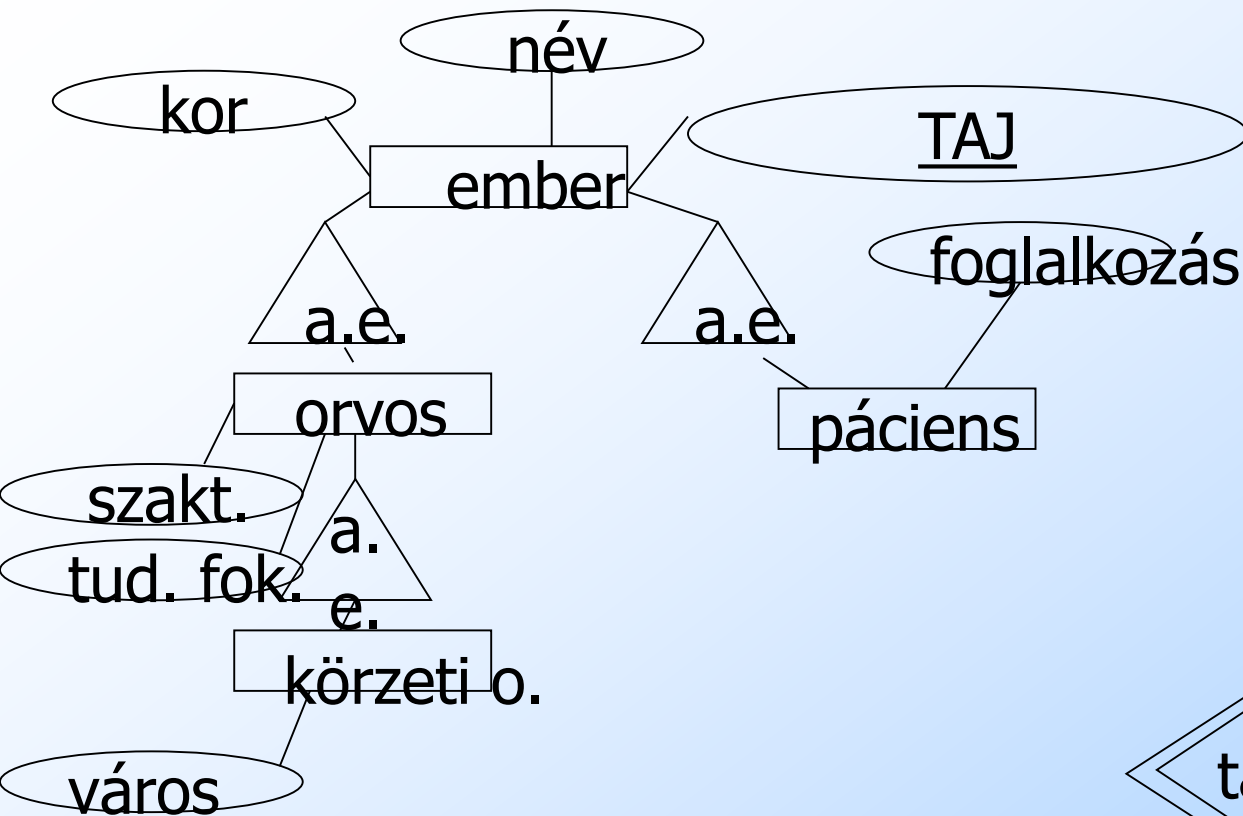 név
kor
TAJ
ember
foglalkozás
a.e.
a.e.
orvos
páciens
szakt.
a.
tud. fok.
e.
körzeti o.
város